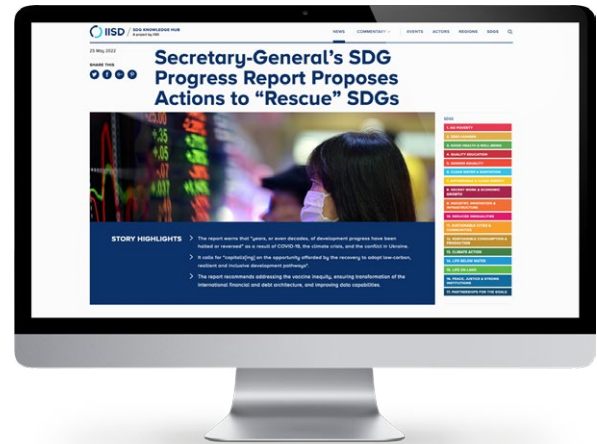 IISD / SDG KNOWLEDGE HUB
A project by IISD
NEWS COMMENTARY EVENTS ACTORS REGIONS SDGS
25 May 2022
SHARE THIS
Secretary-General's SDG
Progress Report Proposes
Actions to “Rescue” SDGs
STORY HIGHLIGHTS
The report warns that “years, or even decades, of development progress have been
halted or reversed” as a result of COVID-19, the climate crisis, and the conflict in Ukraine.
It calls for “capitaliz[ing] on the opportunity afforded by the recovery to adopt low-carbon,
resilient and inclusive development pathways”.
The report recommends addressing the vaccine inequity, ensuring transformation of the
international financial and debt architecture, and improving data capabilities.
SDGS
1. NO POVERTY
2. ZERO HUNGER
3. GOOD HEALTH & WELL-BEING
4. QUALITY EDUCATION
5. GENDER EQUALITY
6. CLEAN WATER & SANITATION
7. AFFORDABLE & CLEAN ENERGY
8. DECENT WORK & ECONOMIC
GROWTH
9. INDUSTRY, INNOVATION &
INFRASTRUCTURE
10. REDUCED INEQUALITIES
11. SUSTAINABLE CITIES &
COMMUNITIES
12. RESPONSIBLE CONSUMPTION &
PRODUCTION
13. CLIMATE ACTION
14. LIFE BELOW WATER
15. LIFE ON LAND
16. PEACE, JUSTICE & STRONG
INSTITUTIONS
17. PARTNERSHIPS FOR THE GOALS